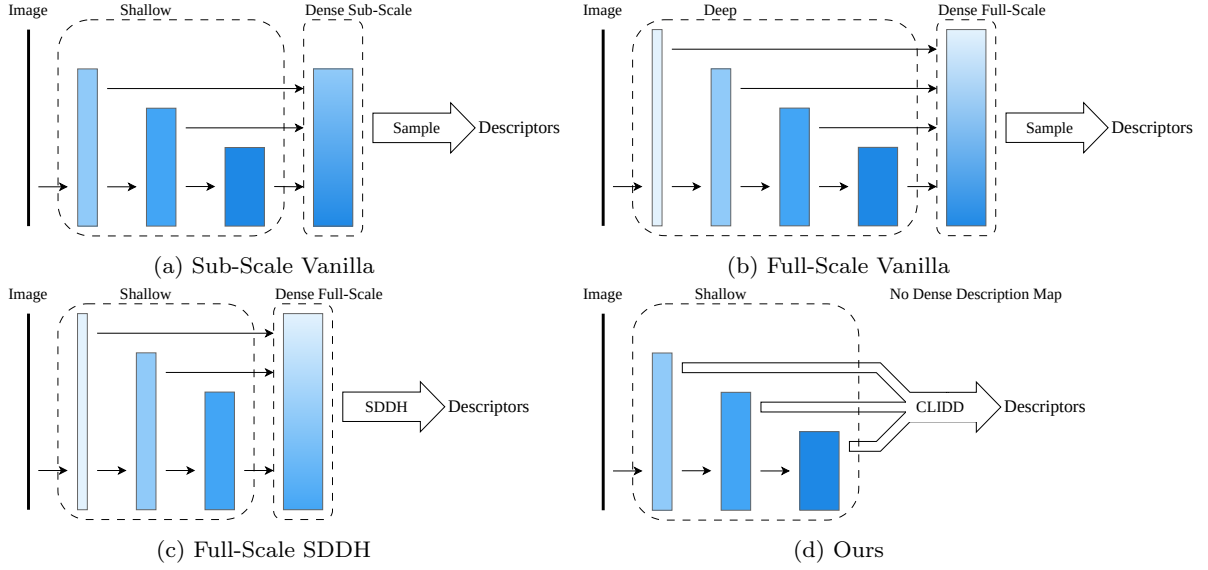 Image Shallow Dense Sub-Scale
Sample Descriptors
(a) Sub-Scale Vanilla
Image Deep Dense Full-Scale
Sample Descriptors
(b) Full-Scale Vanilla
Image Shallow Dense Full-Scale
SDDH Descriptors
(c) Full-Scale SDDH
Image Shallow No Dense Description Map
CLIDD Descriptors
(d) Ours